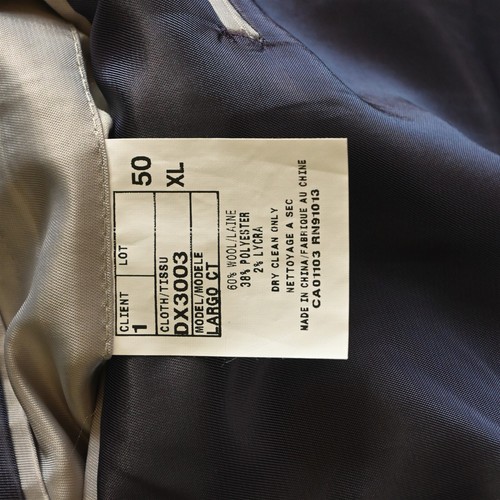 CLIENT LOT
1 50
CLOTH/TISSU
DX3003 XL
MODEL/MODELE
LARGO CT
60% WOOL/LAINE
38% POLYESTER
2% LYCRA
DRY CLEAN ONLY
NETTOYAGE A SEC
MADE IN CHINA/FABRIQUE AU CHINE
CA01103 RN91013